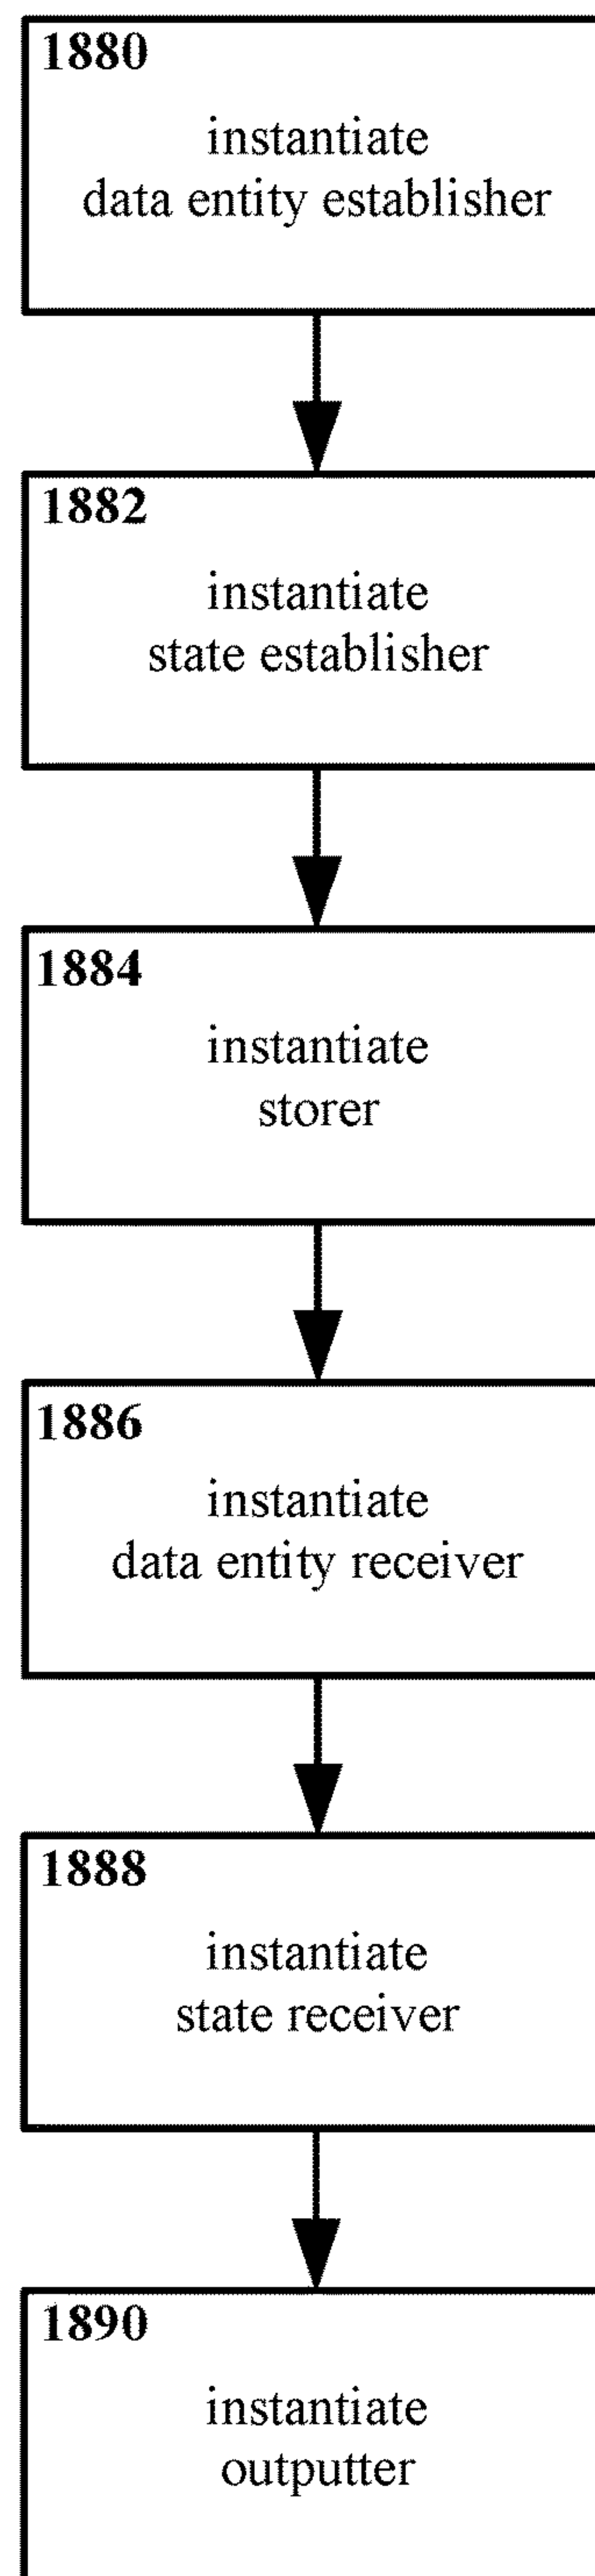 1880
instantiate
data entity establisher
1882
instantiate
state establisher
1884
instantiate
storer
1886
instantiate
data entity receiver
1888
instantiate
state receiver
1890
instantiate
outputter